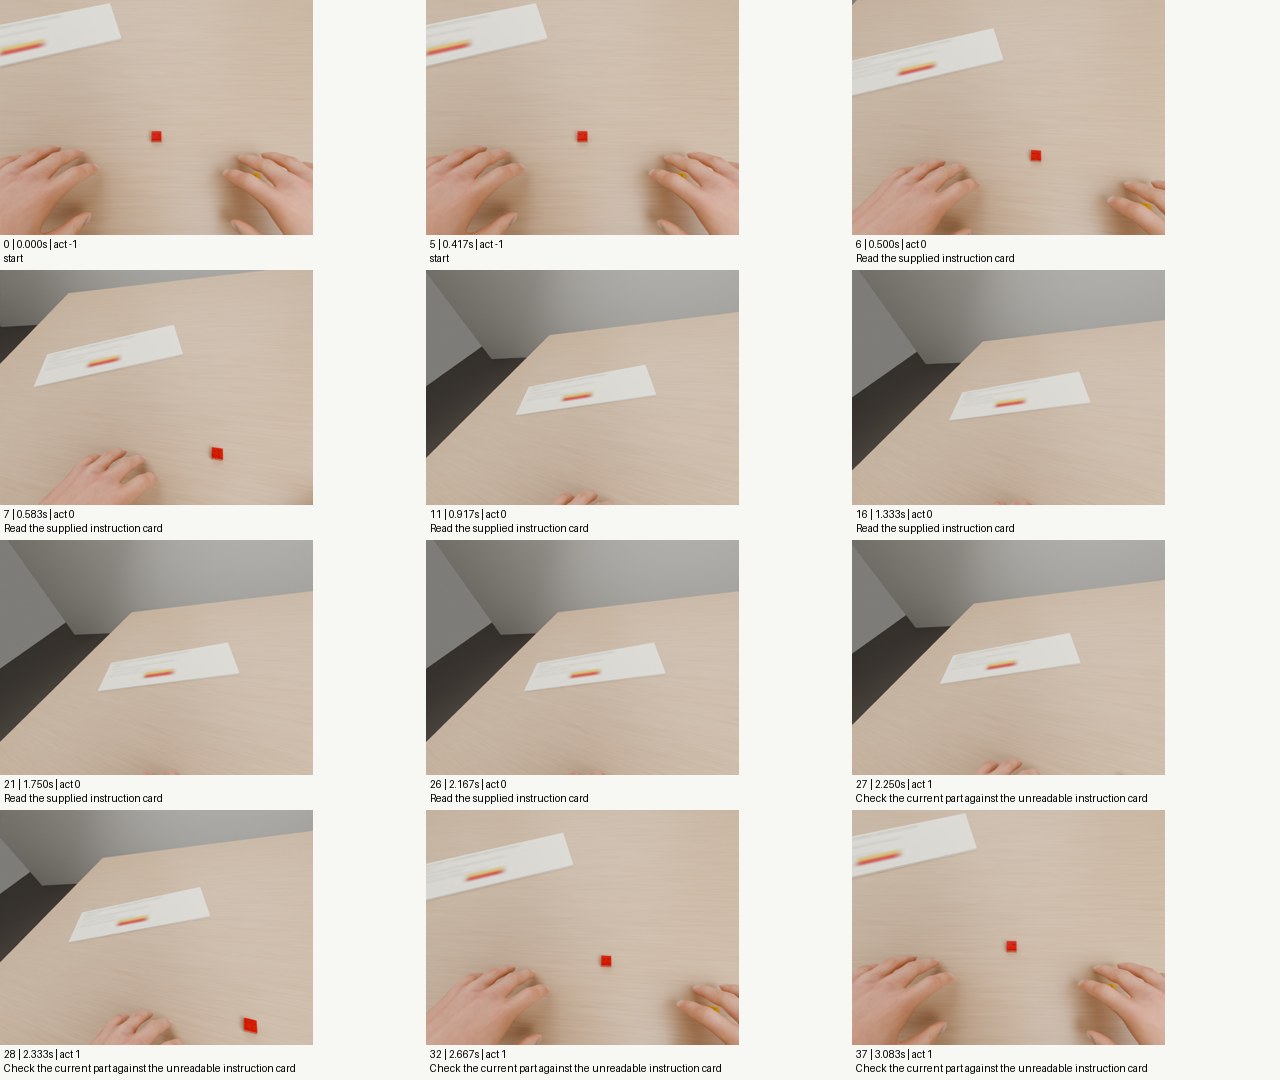 0 | 0.000s | act -1
start
5 | 0.417s | act -1
start
6 | 0.500s | act 0
Read the supplied instruction card
7 | 0.583s | act 0
Read the supplied instruction card
11 | 0.917s | act 0
Read the supplied instruction card
16 | 1.333s | act 0
Read the supplied instruction card
21 | 1.750s | act 0
Read the supplied instruction card
26 | 2.167s | act 0
Read the supplied instruction card
27 | 2.250s | act 1
Check the current part against the unreadable instruction card
28 | 2.333s | act 1
Check the current part against the unreadable instruction card
32 | 2.667s | act 1
Check the current part against the unreadable instruction card
37 | 3.083s | act 1
Check the current part against the unreadable instruction card